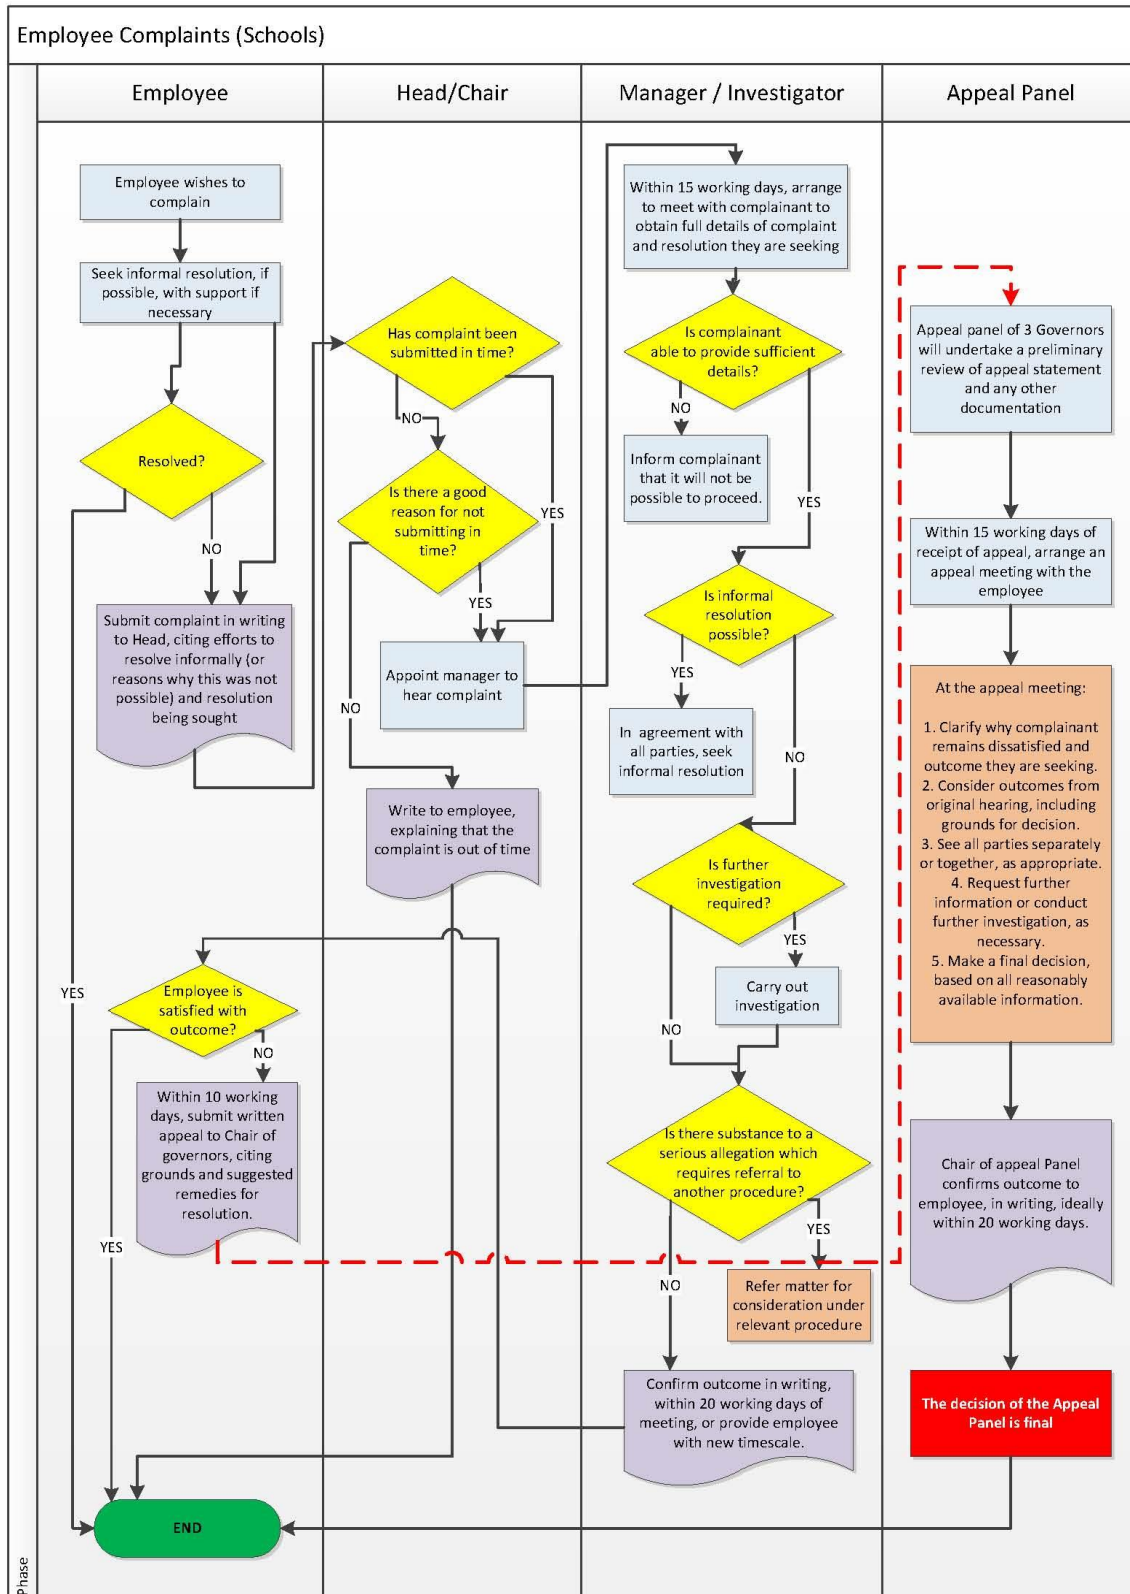 Employee Complaints (Schools)
Employee
Head/Chair
Manager / Investigator
Appeal Panel
Employee wishes to
complain
Seek informal resolution, if
possible, with support if
necessary
Resolved?
YES
NO
Submit complaint in writing
to Head, citing efforts to
resolve informally (or
reasons why this was not
possible) and resolution
being sought
Employee is
satisfied with
outcome?
YES
NO
Within 10 working
days, submit written
appeal to Chair of
governors, citing
grounds and suggested
remedies for
resolution.
END
Has complaint been
submitted in time?
NO
YES
Is there a good
reason for not
submitting in
time?
YES
NO
Appoint manager to
hear complaint
Write to employee,
explaining that the
complaint is out of time
Within 15 working days, arrange
to meet with complainant to
obtain full details of complaint
and resolution they are seeking
Is complainant
able to provide sufficient
details?
NO
YES
Inform complainant
that it will not be
possible to proceed.
Is informal
resolution
possible?
YES
NO
In  agreement with
all parties, seek
informal resolution
Is further
investigation
required?
YES
NO
Carry out
investigation
Is there substance to a
serious allegation which
requires referral to
another procedure?
YES
NO
Refer matter for
consideration under
relevant procedure
Confirm outcome in writing,
within 20 working days of
meeting, or provide employee
with new timescale.
Appeal panel of 3 Governors
will undertake a preliminary
review of appeal statement
and any other
documentation
Within 15 working days of
receipt of appeal, arrange an
appeal meeting with the
employee
At the appeal meeting:
1. Clarify why complainant
remains dissatisfied and
outcome they are seeking.
2. Consider outcomes from
original hearing, including
grounds for decision.
3. See all parties separately
or together, as appropriate.
4. Request further
information or conduct
further investigation, as
necessary.
5. Make a final decision,
based on all reasonably
available information.
Chair of appeal Panel
confirms outcome to
employee, in writing, ideally
within 20 working days.
The decision of the Appeal
Panel is final
Phase